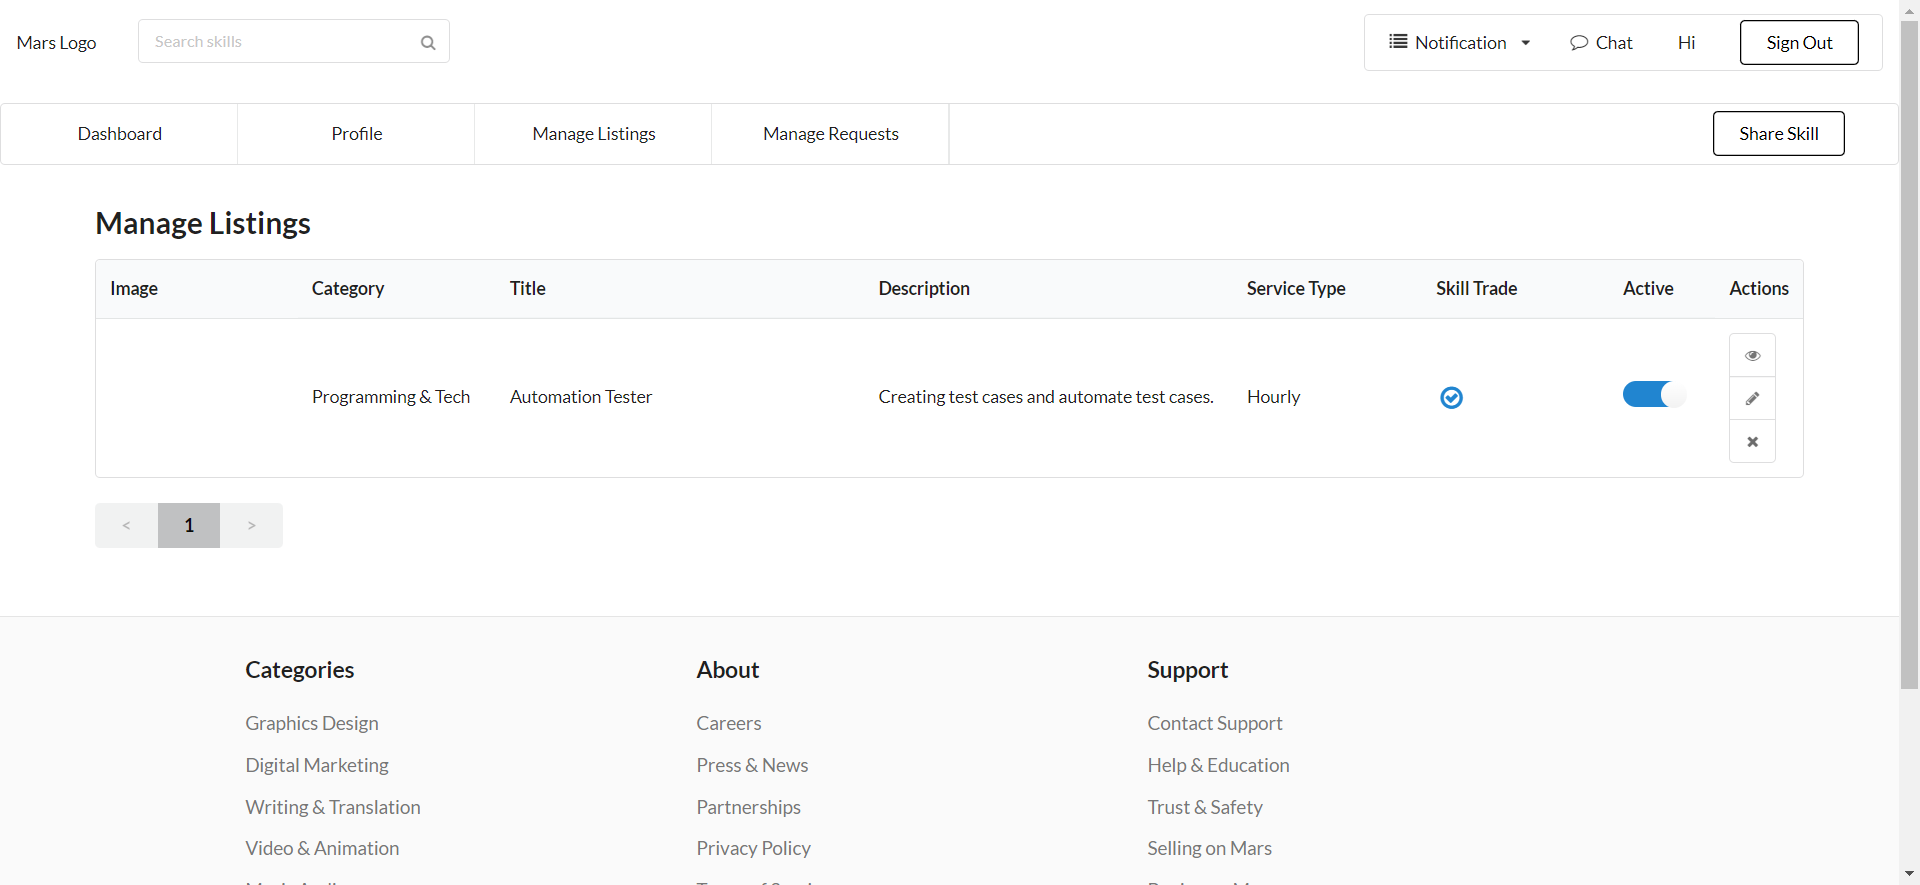 Mars Logo
Search skills
Notification
Chat
Hi
Sign Out
Dashboard
Profile
Manage Listings
Manage Requests
Share Skill
Manage Listings
Image Category Title Description Service Type Skill Trade Active Actions
Programming & Tech Automation Tester Creating test cases and automate test cases. Hourly
< 1 >
Categories
Graphics Design
Digital Marketing
Writing & Translation
Video & Animation
About
Careers
Press & News
Partnerships
Privacy Policy
Support
Contact Support
Help & Education
Trust & Safety
Selling on Mars